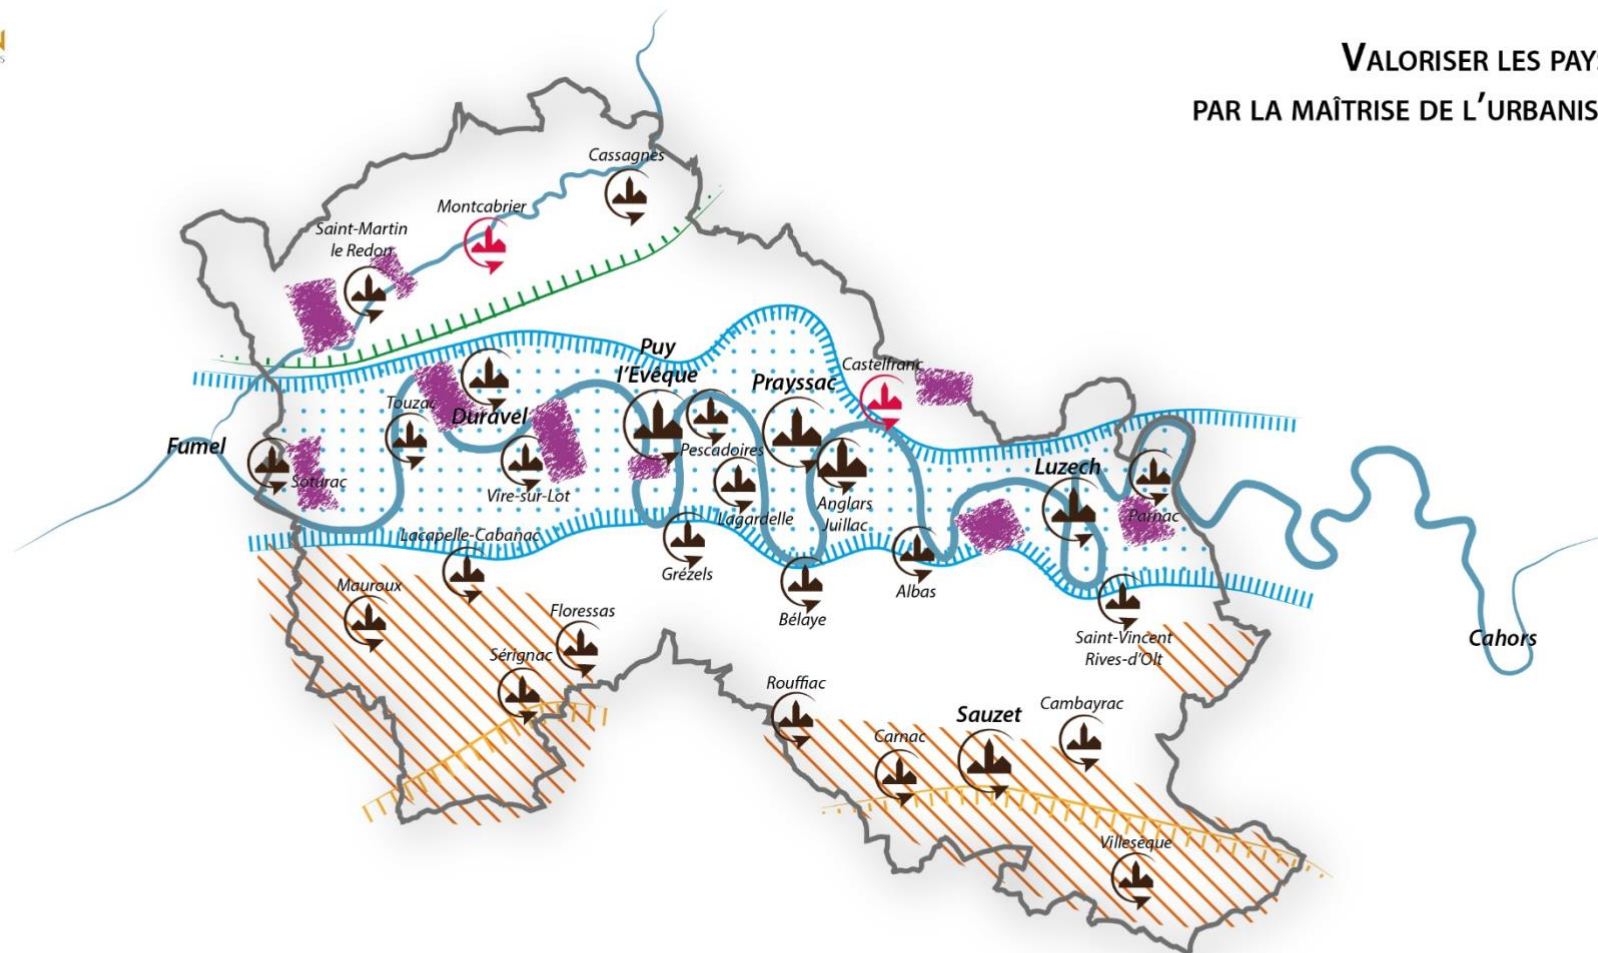 VALORISER LES PAYS
PAR LA MAÎTRISE DE L'URBANIS
Cassagnes
Montcabrier
Saint-Martin
le Redon
Puy
l'Evêque
Castelfranc
Prayssac
Touzac
Duravel
Fumel
Pescadoires
Luzech
Soturac
Vire-sur-Lot
Lagardelle
Anglars
Juillac
Parnac
Lacapelle-Cabanac
Grézels
Albas
Mauroux
Bélaye
Floressas
Saint-Vincent
Rives-d'Olt
Cahors
Sérignac
Rouffiac
Sauzet
Cambayrac
Carnac
Villesèque